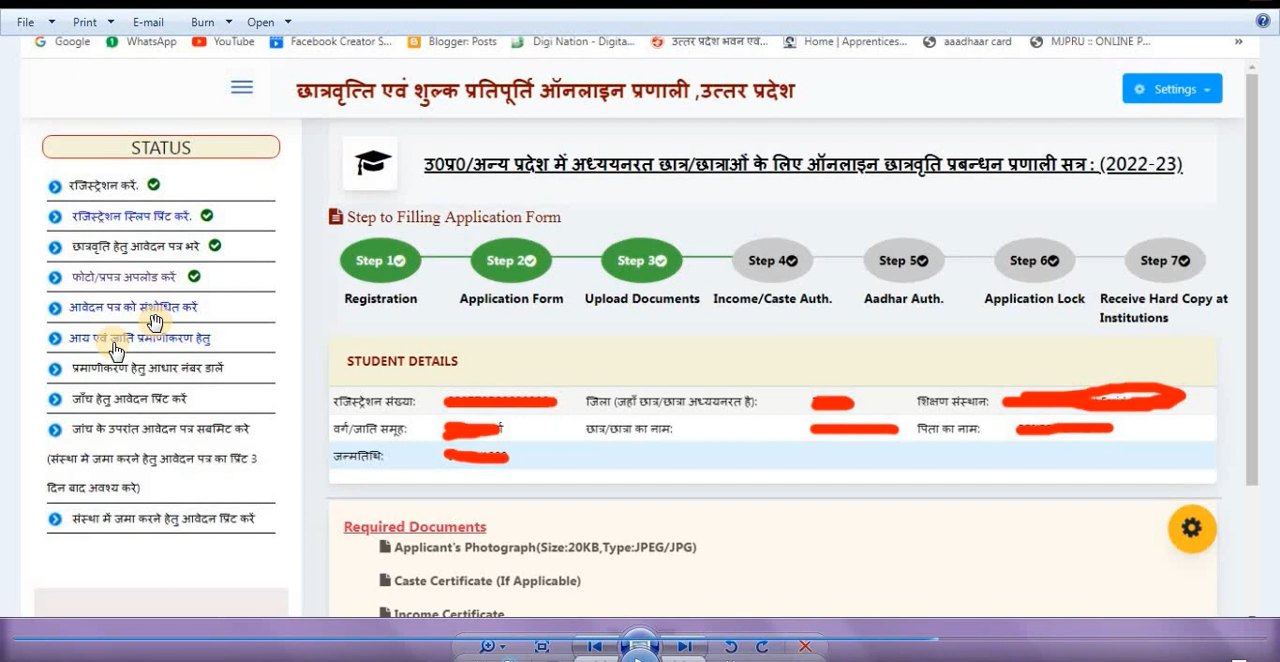 File Print E-mail Burn Open
Google WhatsApp YouTube Facebook Creator S... Blogger: Posts Digi Nation - Digita... उत्तर प्रदेश भवन एवं... Home | Apprentices... aaadhaar card MJPRU :: ONLINE P... »
छात्रवृत्ति एवं शुल्क प्रतिपूर्ति ऑनलाइन प्रणाली ,उत्तर प्रदेश
Settings
STATUS
रजिस्ट्रेशन करें.
रजिस्ट्रेशन स्लिप प्रिंट करें.
छात्रवृति हेतु आवेदन पत्र भरे
फोटो/प्रपत्र अपलोड करें
आवेदन पत्र को संशोधित करें
आय एवं जाति प्रमाणीकरण हेतु
प्रमाणीकरण हेतु आधार नंबर डालें
जाँच हेतु आवेदन प्रिंट करें
जांच के उपरांत आवेदन पत्र सबमिट करे
(संस्था मे जमा करने हेतु आवेदन पत्र का प्रिंट 3
दिन बाद अवश्य करे)
संस्था में जमा करने हेतु आवेदन प्रिंट करें
उ0प्र0/अन्य प्रदेश में अध्ययनरत छात्र/छात्राओं के लिए ऑनलाइन छात्रवृति प्रबन्धन प्रणाली सत्र : (2022-23)
Step to Filling Application Form
Step 1 Step 2 Step 3 Step 4 Step 5 Step 6 Step 7
Registration Application Form Upload Documents Income/Caste Auth. Aadhar Auth. Application Lock Receive Hard Copy at
Institutions
STUDENT DETAILS
रजिस्ट्रेशन संख्या: जिला (जहाँ छात्र/छात्रा अध्ययनरत है): शिक्षण संस्थान:
वर्ग/जाति समूह: छात्र/छात्रा का नाम: पिता का नाम:
जन्मतिथि:
Required Documents
Applicant's Photograph(Size:20KB,Type:JPEG/JPG)
Caste Certificate (If Applicable)
Income Certificate